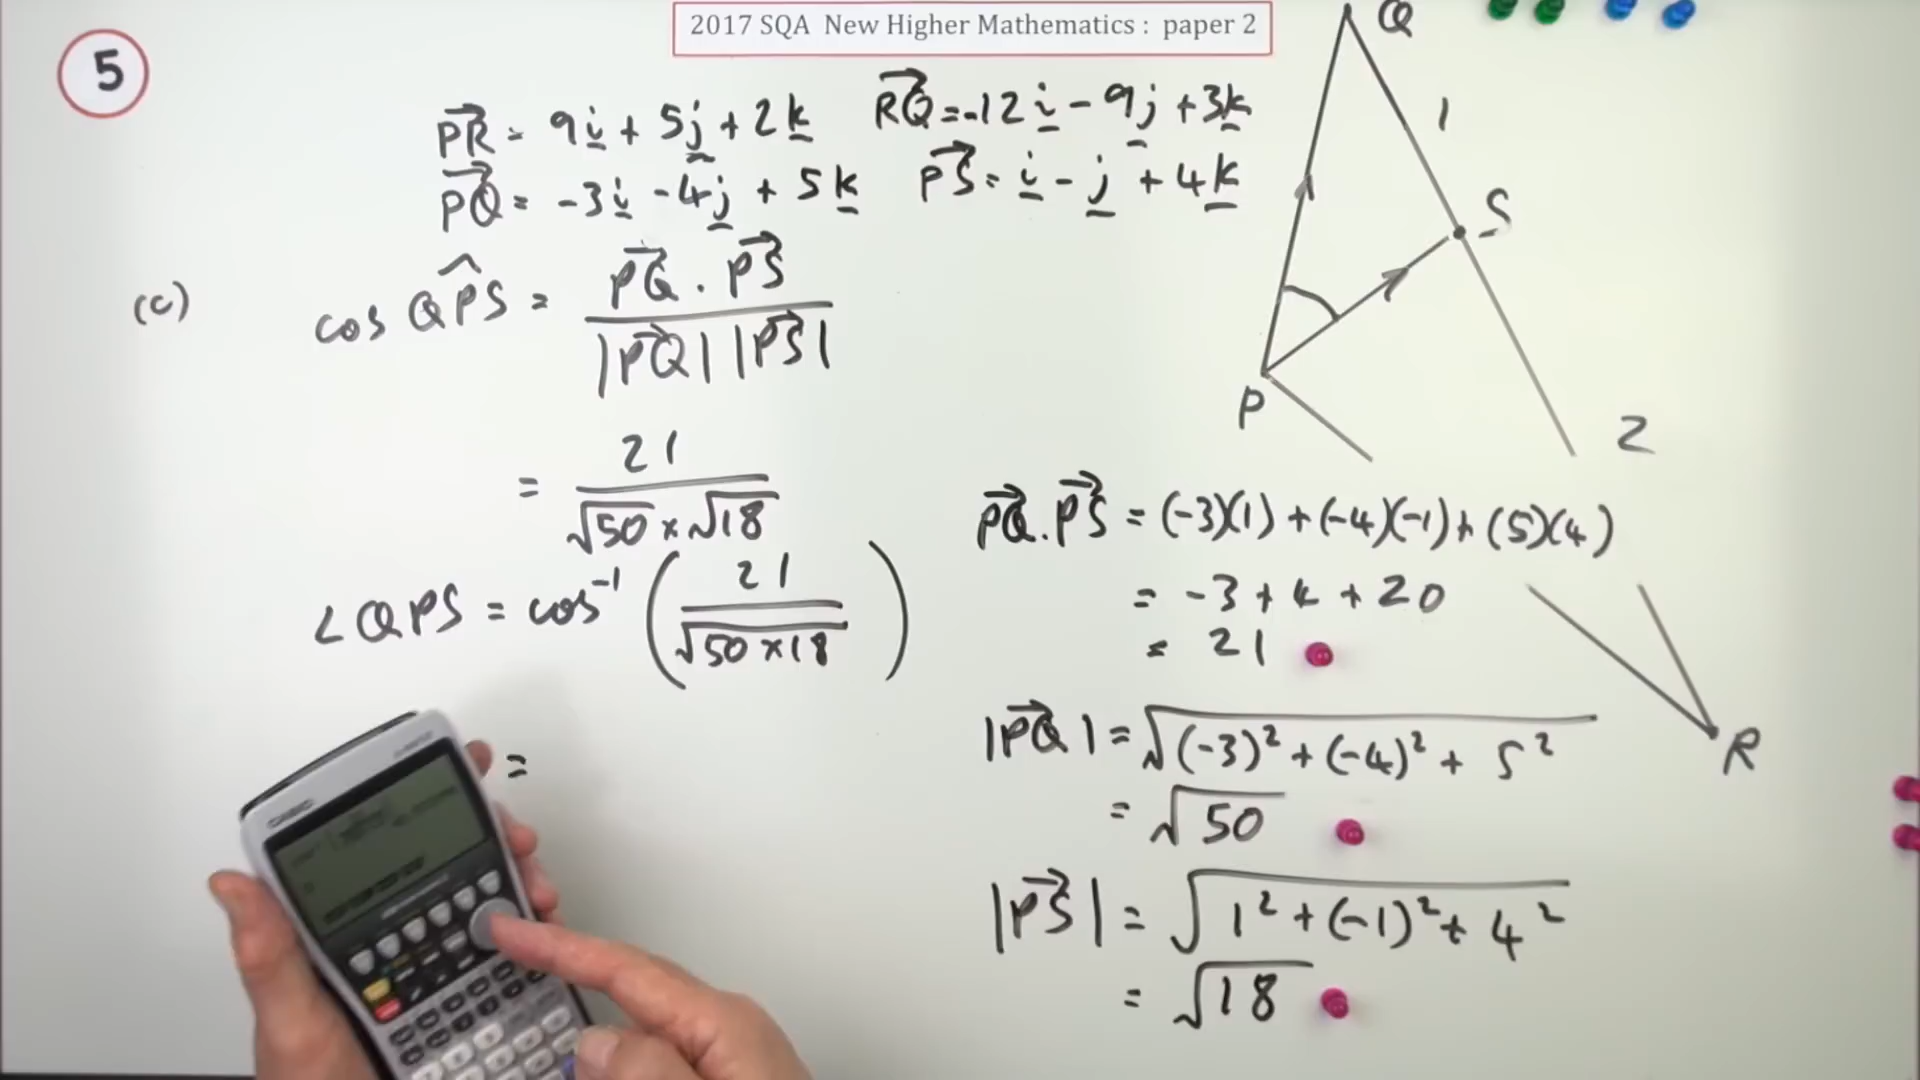 2017 SQA New Higher Mathematics : paper 2
5
PR = 9i + 5j + 2k RQ = -12i - 9j + 3k
PQ = -3i - 4j + 5k PS = i - j + 4k
(c) cos QPS = PQ . PS / |PQ| |PS|
= 21 / √50 × √18
∠QPS = cos⁻¹ ( 21 / √50 × 18 )
=
CASIO
Q
1
S
P
2
R
PQ . PS = (-3)(1) + (-4)(-1) + (5)(4)
= -3 + 4 + 20
= 21
|PQ| = √(-3)² + (-4)² + 5²
= √50
|PS| = √1² + (-1)² + 4²
= √18